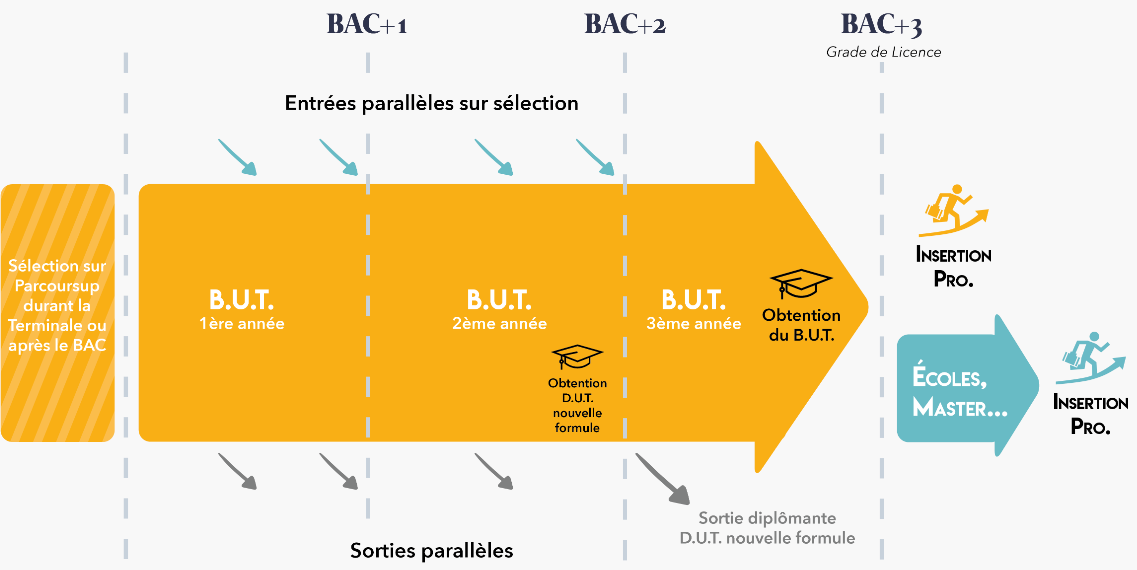 BAC+1
BAC+2
BAC+3
Grade de Licence
Entrées parallèles sur sélection
Sélection sur
Parcoursup
durant la
Terminale ou
après le BAC
B.U.T.
1ère année
B.U.T.
2ème année
B.U.T.
3ème année
Obtention
D.U.T.
nouvelle
formule
Obtention
du B.U.T.
INSERTION
PRO.
ÉCOLES,
MASTER...
INSERTION
PRO.
Sortie diplômante
D.U.T. nouvelle formule
Sorties parallèles